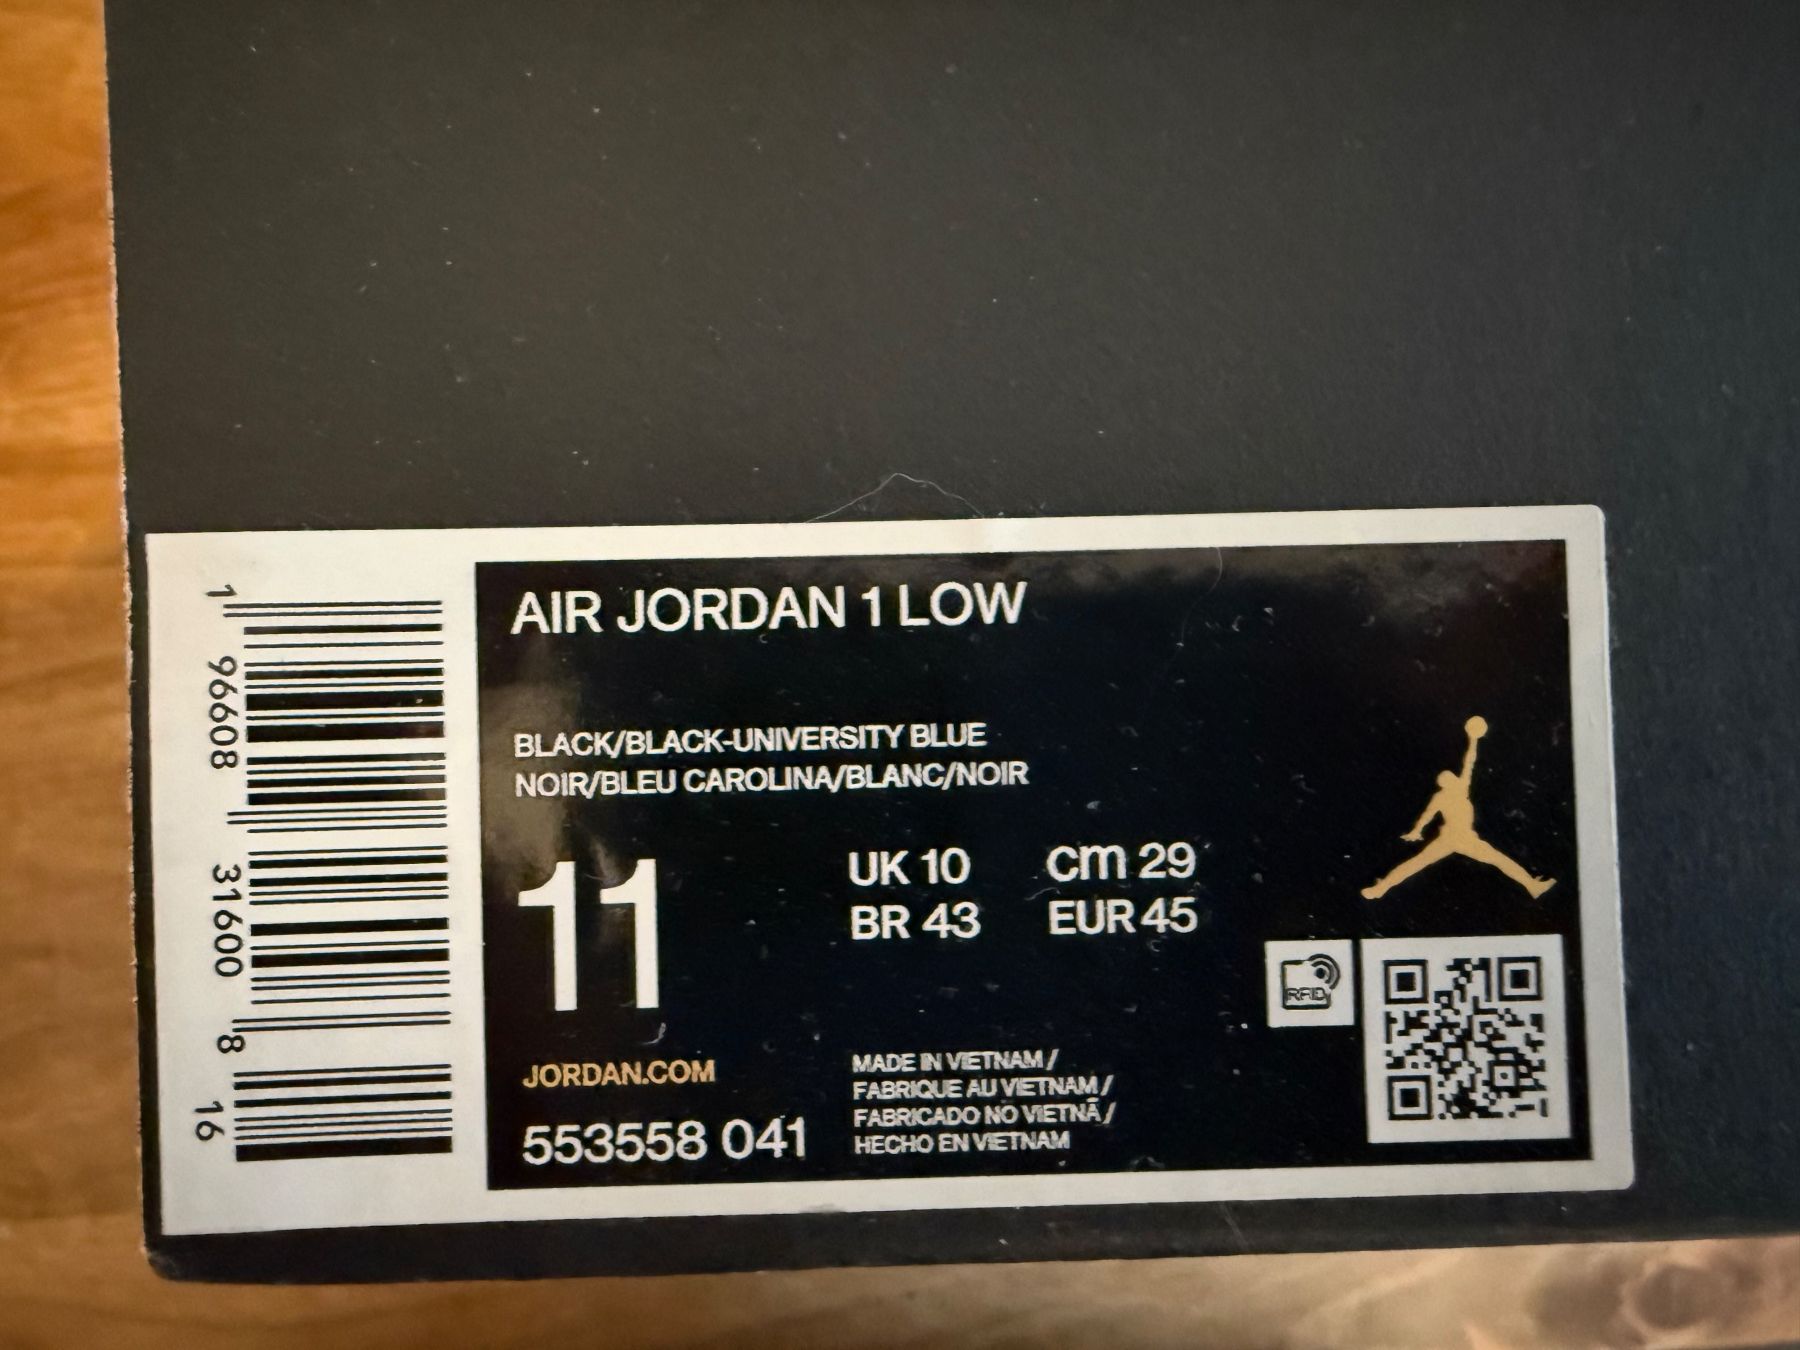 AIR JORDAN 1 LOW
BLACK/BLACK-UNIVERSITY BLUE
NOIR/BLEU CAROLINA/BLANC/NOIR
11
UK 10
cm 29
BR 43
EUR 45
RFID
JORDAN.COM
553558 041
MADE IN VIETNAM /
FABRIQUE AU VIETNAM /
FABRICADO NO VIETNÃ /
HECHO EN VIETNAM
1 96608 31600 8 16